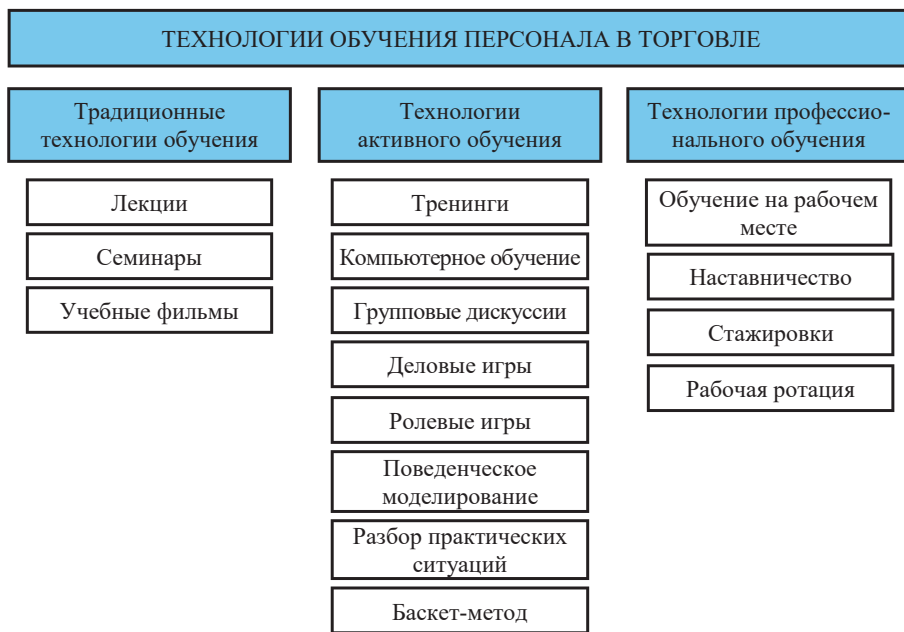 ТЕХНОЛОГИИ ОБУЧЕНИЯ ПЕРСОНАЛА В ТОРГОВЛЕ
Традиционные
технологии обучения
Лекции
Семинары
Учебные фильмы
Технологии
активного обучения
Тренинги
Компьютерное обучение
Групповые дискуссии
Деловые игры
Ролевые игры
Поведенческое
моделирование
Разбор практических
ситуаций
Баскет-метод
Технологии профессио-
нального обучения
Обучение на рабочем
месте
Наставничество
Стажировки
Рабочая ротация